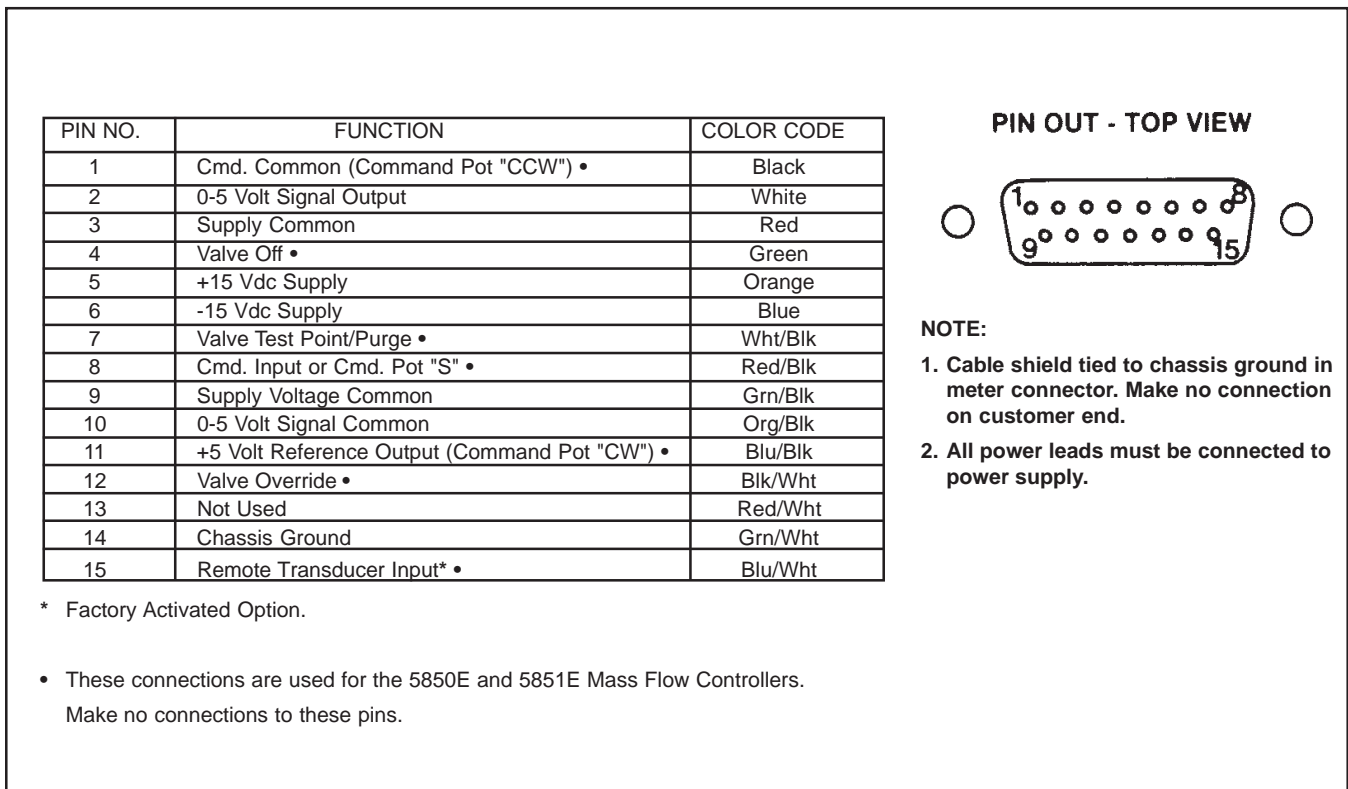 PIN NO. FUNCTION COLOR CODE
1 Cmd. Common (Command Pot "CCW") • Black
2 0-5 Volt Signal Output White
3 Supply Common Red
4 Valve Off • Green
5 +15 Vdc Supply Orange
6 -15 Vdc Supply Blue
7 Valve Test Point/Purge • Wht/Blk
8 Cmd. Input or Cmd. Pot "S" • Red/Blk
9 Supply Voltage Common Grn/Blk
10 0-5 Volt Signal Common Org/Blk
11 +5 Volt Reference Output (Command Pot "CW") • Blu/Blk
12 Valve Override • Blk/Wht
13 Not Used Red/Wht
14 Chassis Ground Grn/Wht
15 Remote Transducer Input* • Blu/Wht
* Factory Activated Option.
• These connections are used for the 5850E and 5851E Mass Flow Controllers.
Make no connections to these pins.
PIN OUT - TOP VIEW
1 8
9 15
NOTE:
1. Cable shield tied to chassis ground in
meter connector. Make no connection
on customer end.
2. All power leads must be connected to
power supply.